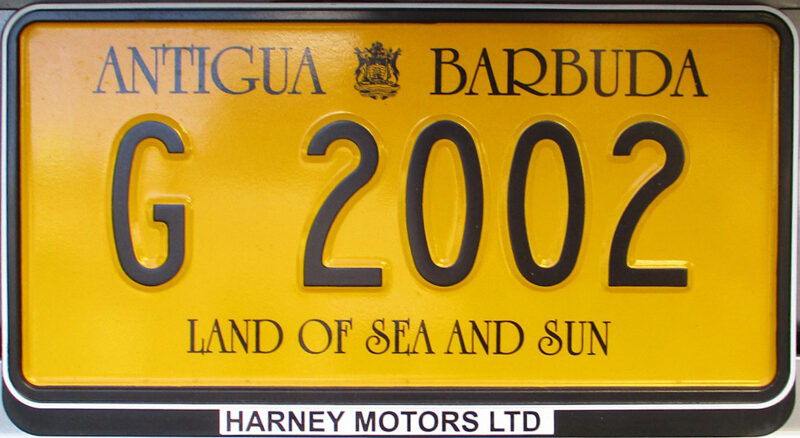 ANTIGUA BARBUDA
G 2002
LAND OF SEA AND SUN
HARNEY MOTORS LTD